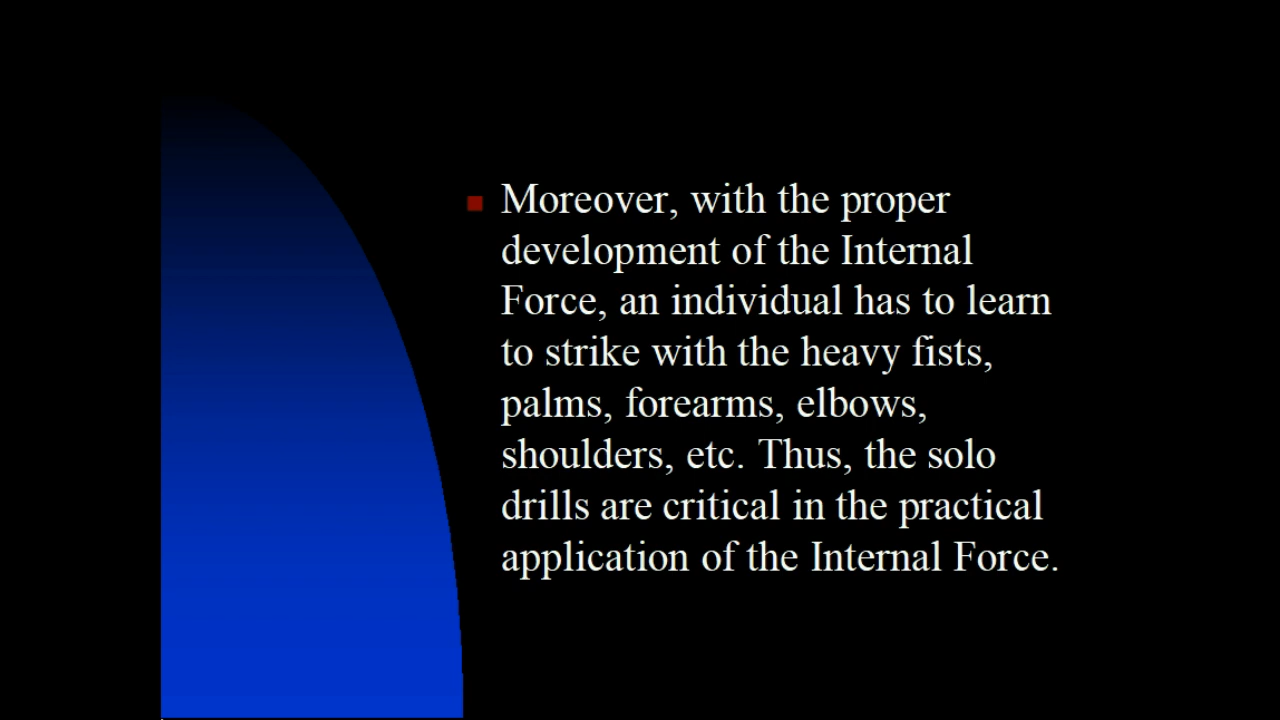 Moreover, with the proper
development of the Internal
Force, an individual has to learn
to strike with the heavy fists,
palms, forearms, elbows,
shoulders, etc. Thus, the solo
drills are critical in the practical
application of the Internal Force.